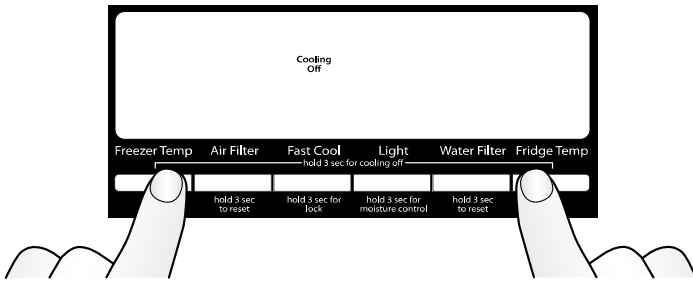 Cooling
Off
Freezer Temp Air Filter Fast Cool Light Water Filter Fridge Temp
hold 3 sec for cooling off
hold 3 sec
to reset
hold 3 sec for
lock
hold 3 sec for
moisture control
hold 3 sec
to reset